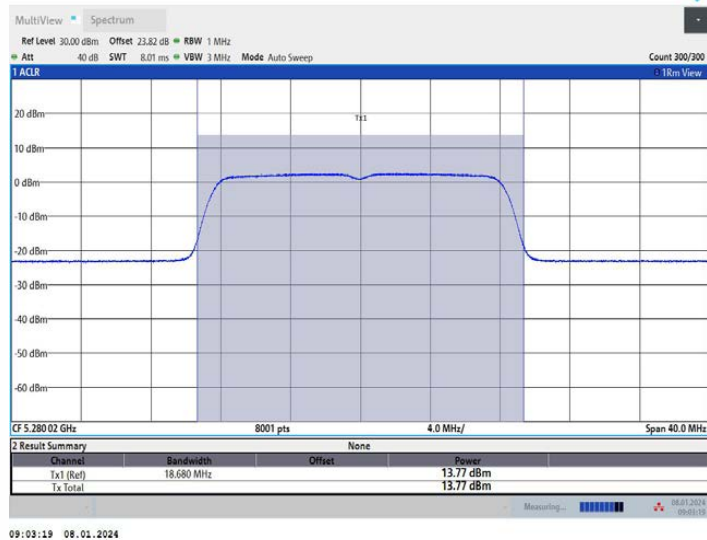 MultiView Spectrum
Ref Level 30.00 dBm Offset 23.82 dB RBW 1 MHz
Att 40 dB SWT 8.01 ms VBW 3 MHz Mode Auto Sweep Count 300/300
1 ACLR 1Rm View
Tx1
20 dBm
10 dBm
0 dBm
-10 dBm
-20 dBm
-30 dBm
-40 dBm
-50 dBm
-60 dBm
CF 5.28002 GHz 8001 pts 4.0 MHz/ Span 40.0 MHz
2 Result Summary None
Channel Bandwidth Offset Power
Tx1 (Ref) 18.680 MHz 13.77 dBm
Tx Total 13.77 dBm
Measuring... 08.01.2024
09:03:19
09:03:19 08.01.2024